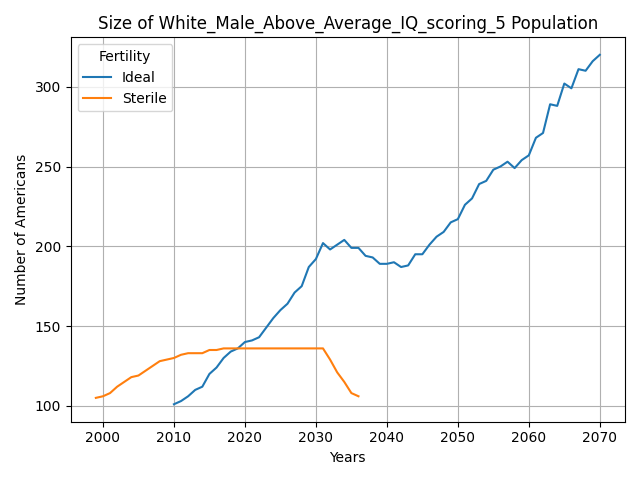 Size of White_Male_Above_Average_IQ_scoring_5 Population
Fertility
Ideal
Sterile
Number of Americans
300
250
200
150
100
2000 2010 2020 2030 2040 2050 2060 2070
Years